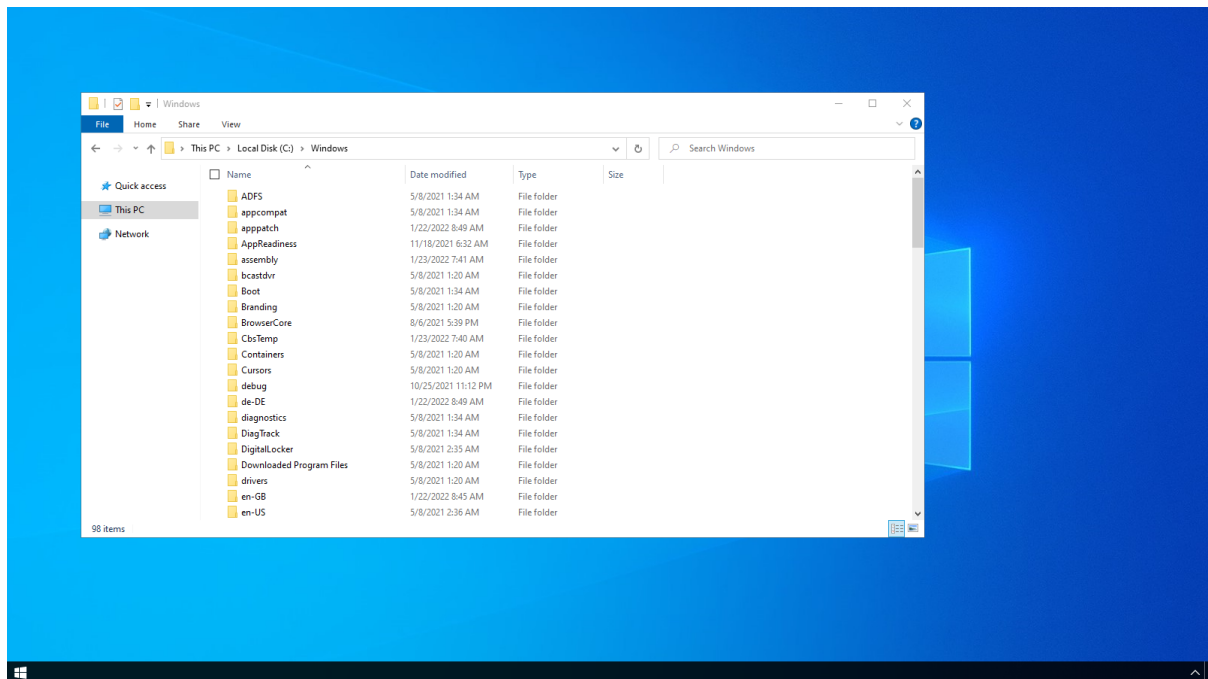 Windows
File Home Share View
This PC Local Disk (C:) Windows
Search Windows
Quick access
This PC
Network
Name Date modified Type Size
ADFS 5/8/2021 1:34 AM File folder
appcompat 5/8/2021 1:34 AM File folder
apppatch 1/22/2022 8:49 AM File folder
AppReadiness 11/18/2021 6:32 AM File folder
assembly 1/23/2022 7:41 AM File folder
bcastdvr 5/8/2021 1:20 AM File folder
Boot 5/8/2021 1:34 AM File folder
Branding 5/8/2021 1:20 AM File folder
BrowserCore 8/6/2021 5:39 PM File folder
CbsTemp 1/23/2022 7:40 AM File folder
Containers 5/8/2021 1:20 AM File folder
Cursors 5/8/2021 1:20 AM File folder
debug 10/25/2021 11:12 PM File folder
de-DE 1/22/2022 8:49 AM File folder
diagnostics 5/8/2021 1:34 AM File folder
DiagTrack 5/8/2021 1:34 AM File folder
DigitalLocker 5/8/2021 2:35 AM File folder
Downloaded Program Files 5/8/2021 1:20 AM File folder
drivers 5/8/2021 1:20 AM File folder
en-GB 1/22/2022 8:45 AM File folder
en-US 5/8/2021 2:36 AM File folder
98 items